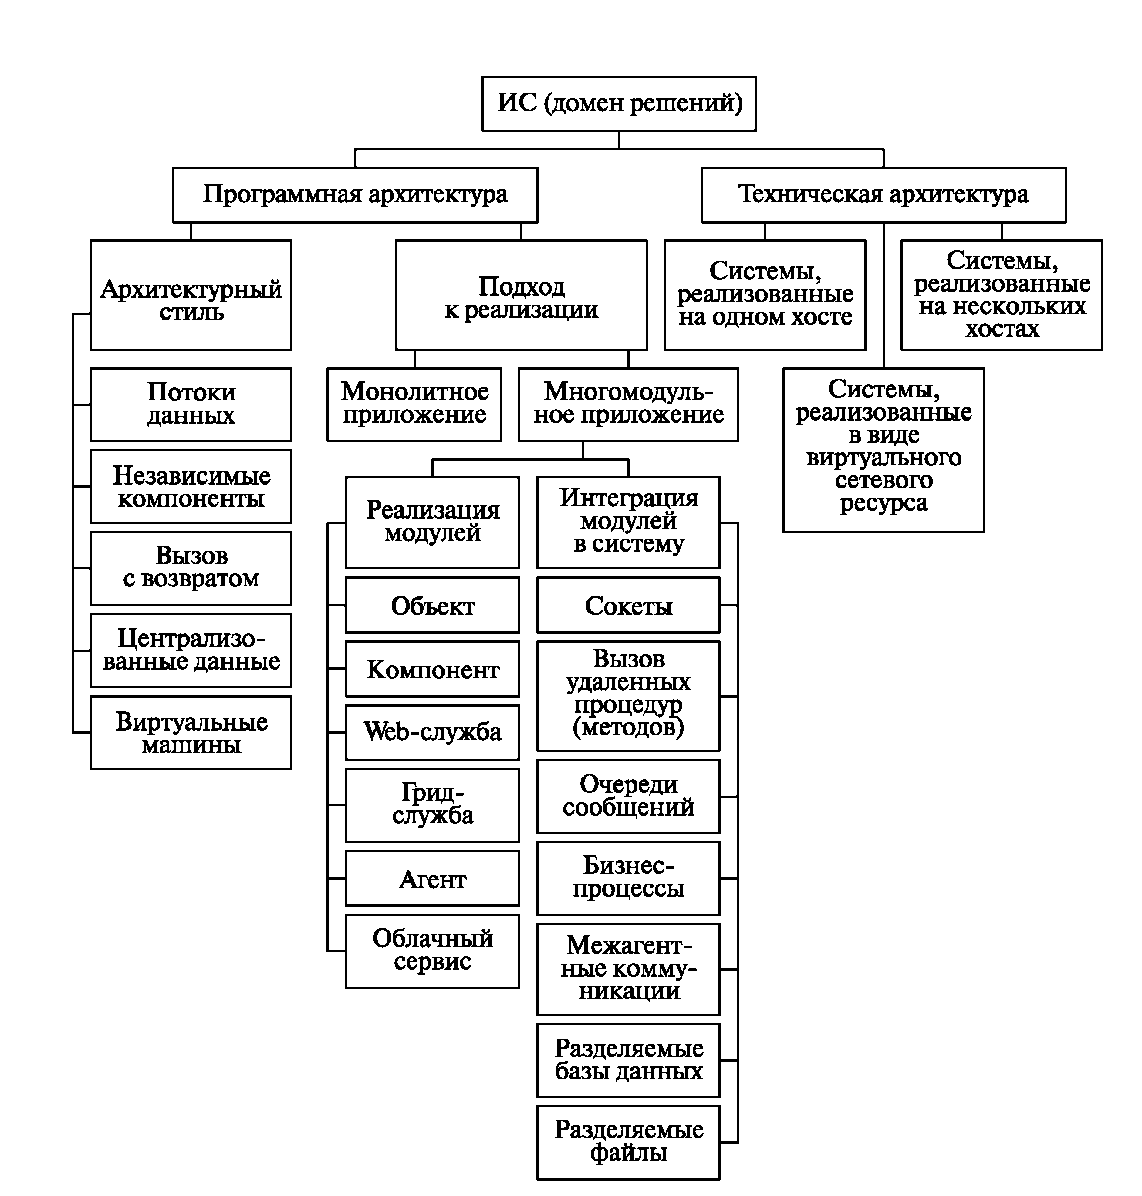 ИС (домен решений)
Программная архитектура
Техническая архитектура
Архитектурный
стиль
Подход
к реализации
Системы,
реализованные
на одном хосте
Системы,
реализованные
на нескольких
хостах
Потоки
данных
Монолитное
приложение
Многомодуль-
ное приложение
Системы,
реализованные
в виде
виртуального
сетевого
ресурса
Независимые
компоненты
Вызов
с возвратом
Централизо-
ванные данные
Виртуальные
машины
Реализация
модулей
Объект
Компонент
Web-служба
Грид-
служба
Агент
Облачный
сервис
Интеграция
модулей
в систему
Сокеты
Вызов
удаленных
процедур
(методов)
Очереди
сообщений
Бизнес-
процессы
Межагент-
ные комму-
никации
Разделяемые
базы данных
Разделяемые
файлы